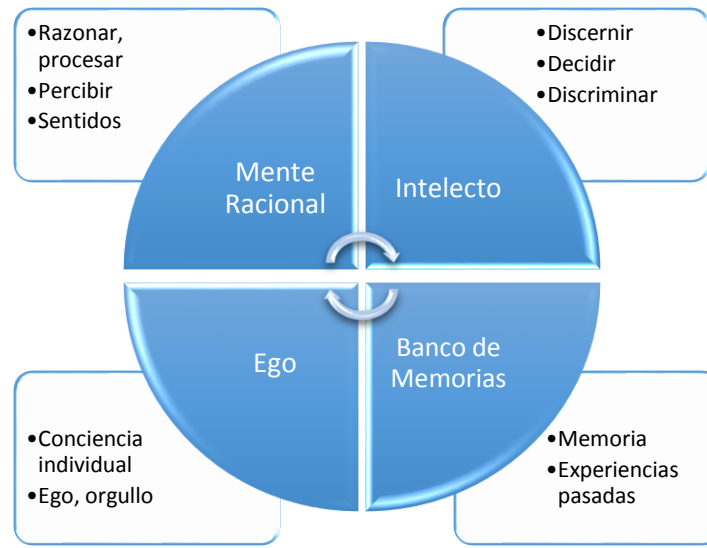 •Razonar,
procesar
•Percibir
•Sentidos
•Discernir
•Decidir
•Discriminar
Mente
Racional
Intelecto
Ego
Banco de
Memorias
•Conciencia
individual
•Ego, orgullo
•Memoria
•Experiencias
pasadas